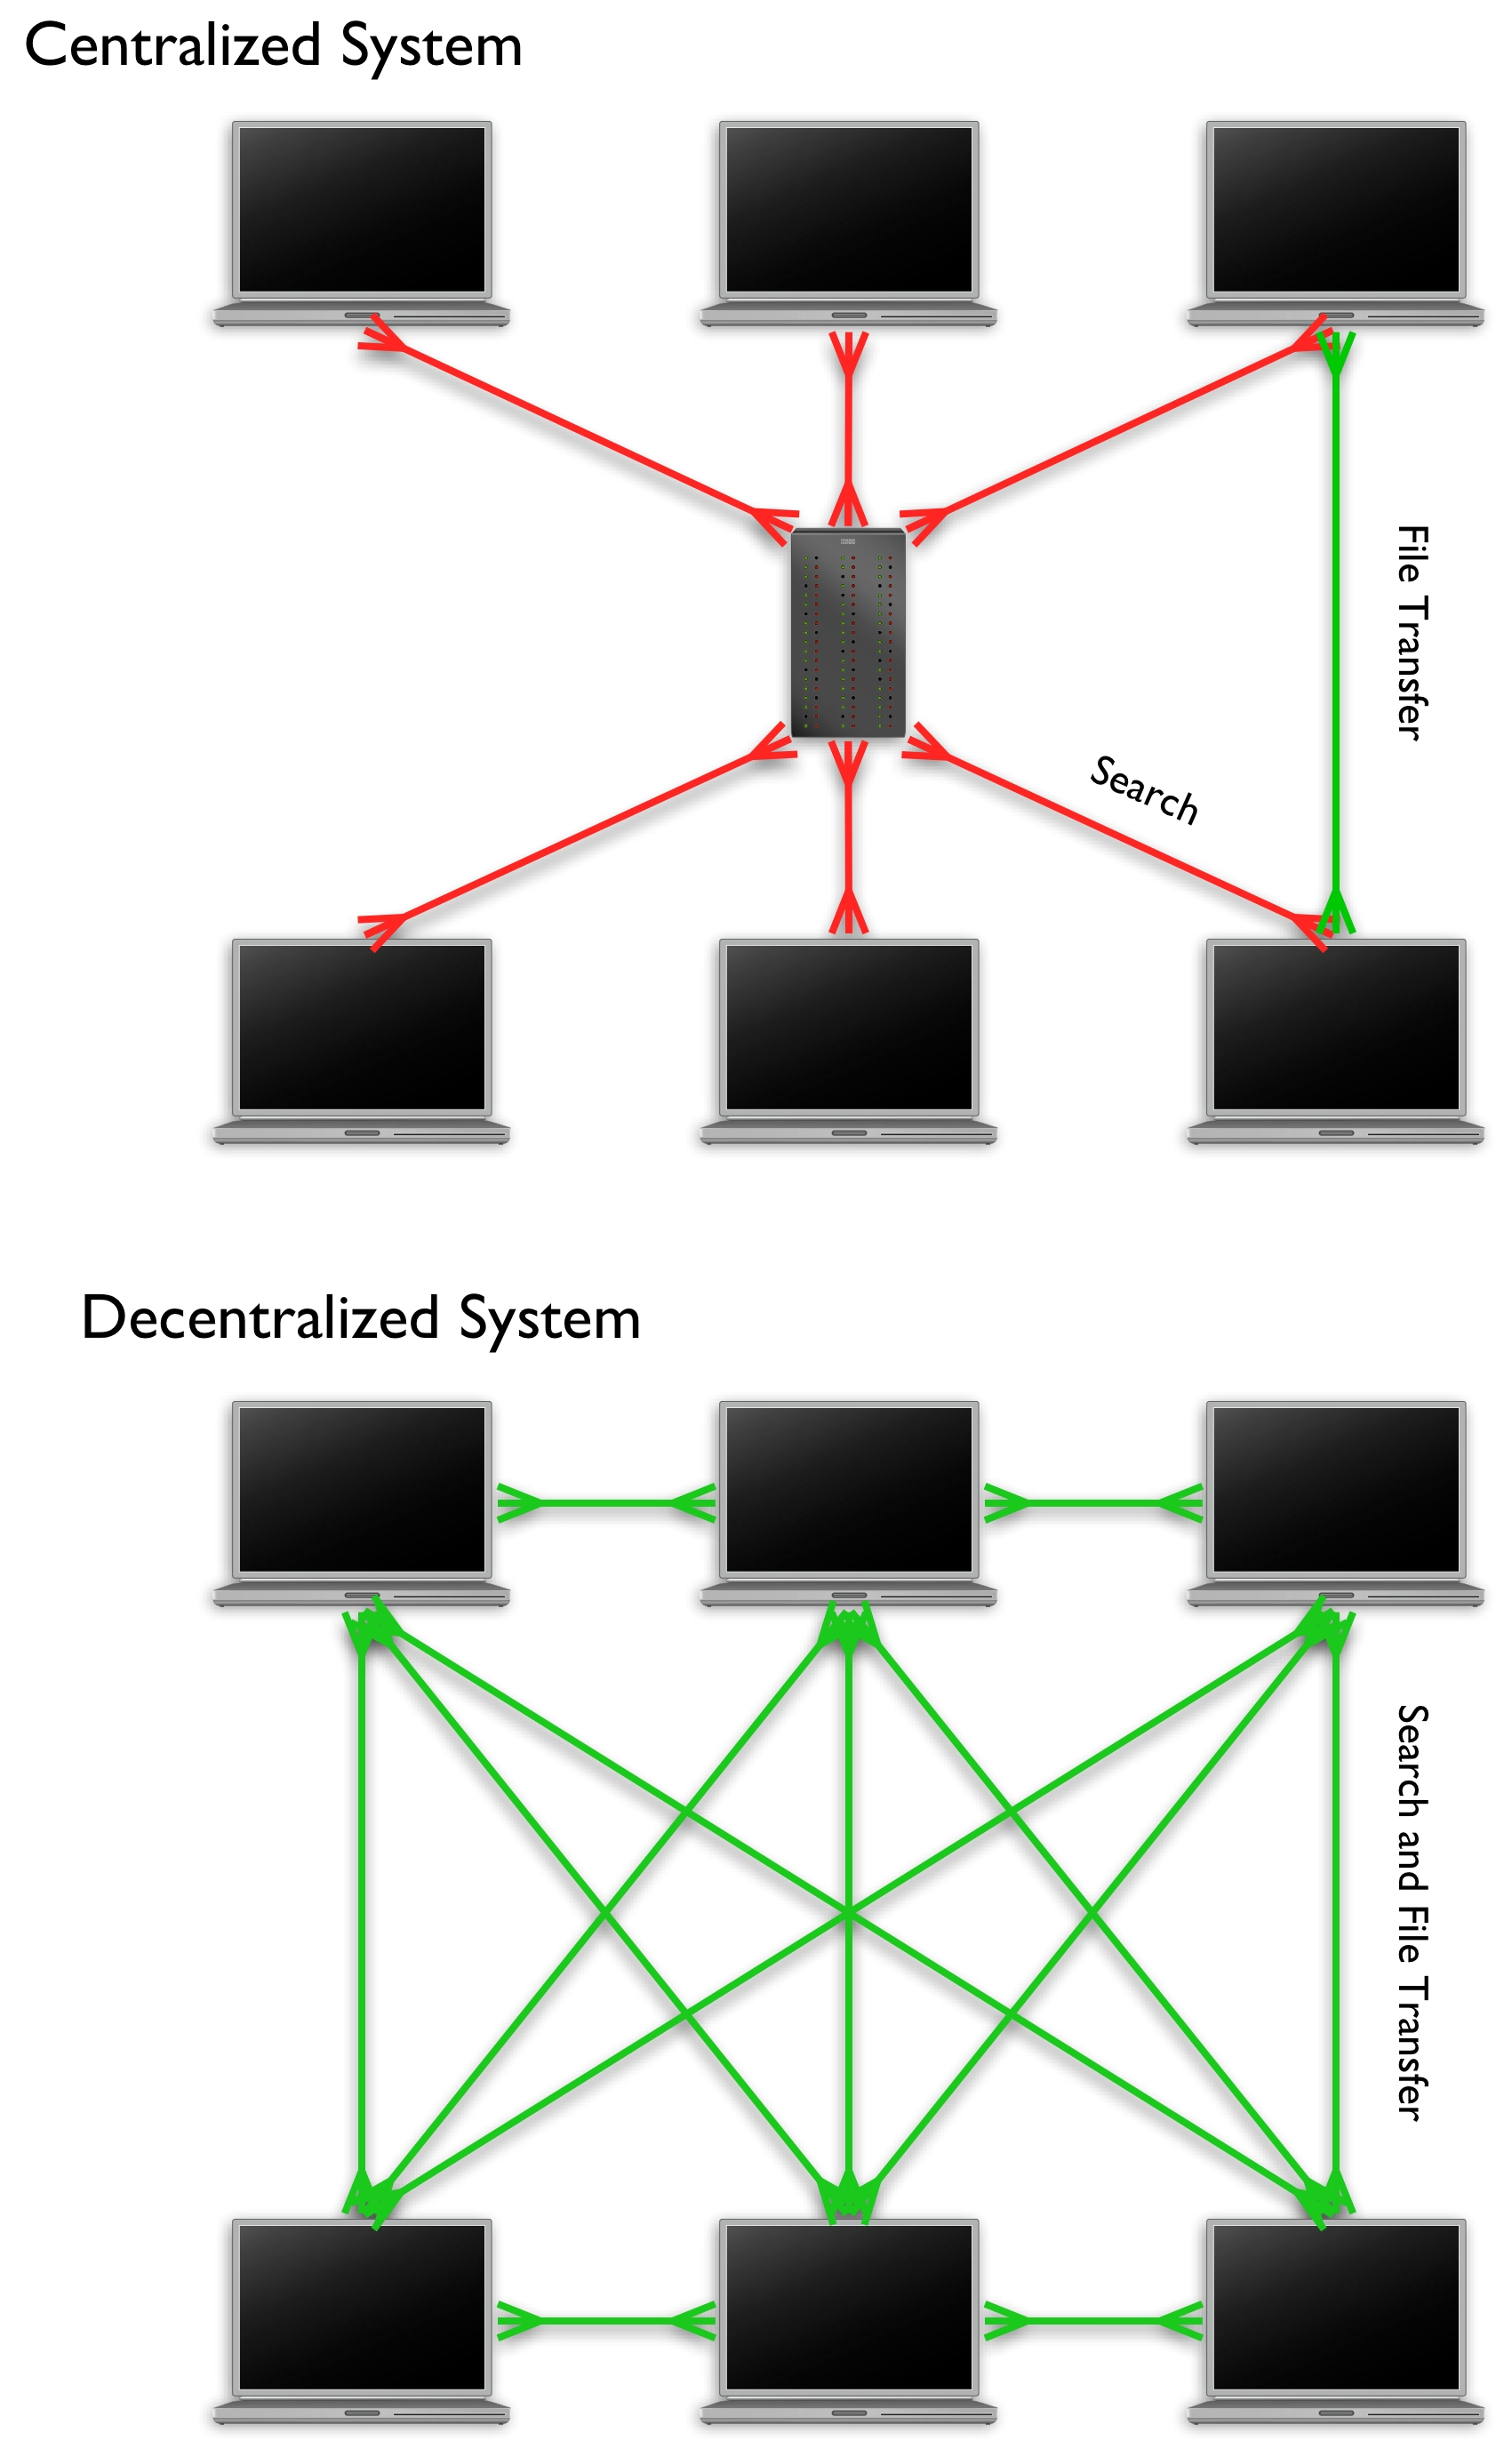 Centralized System
File Transfer
Search
Decentralized System
Search and File Transfer